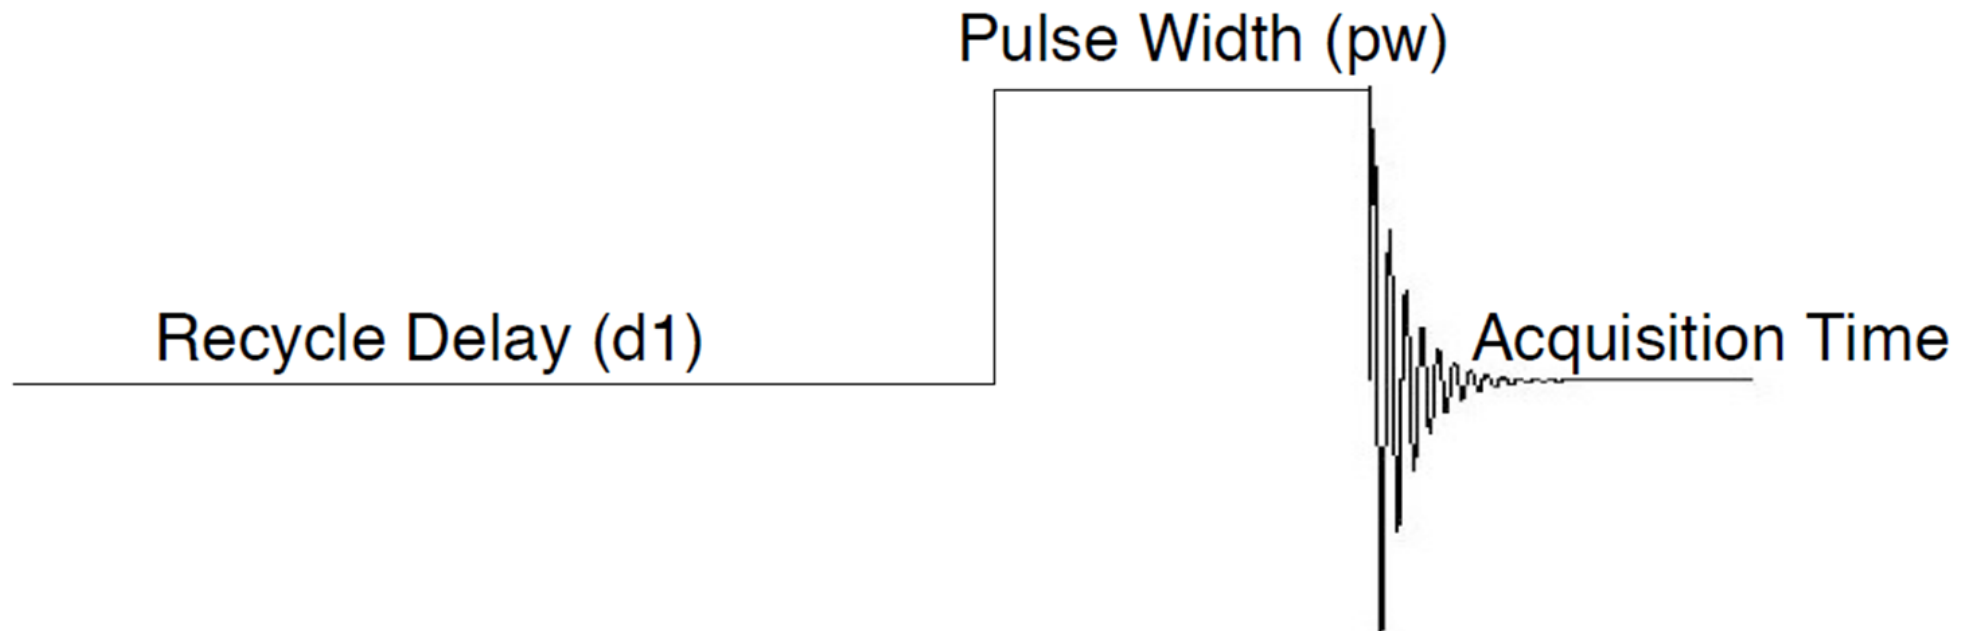 Pulse Width (pw)
Recycle Delay (d1)
Acquisition Time